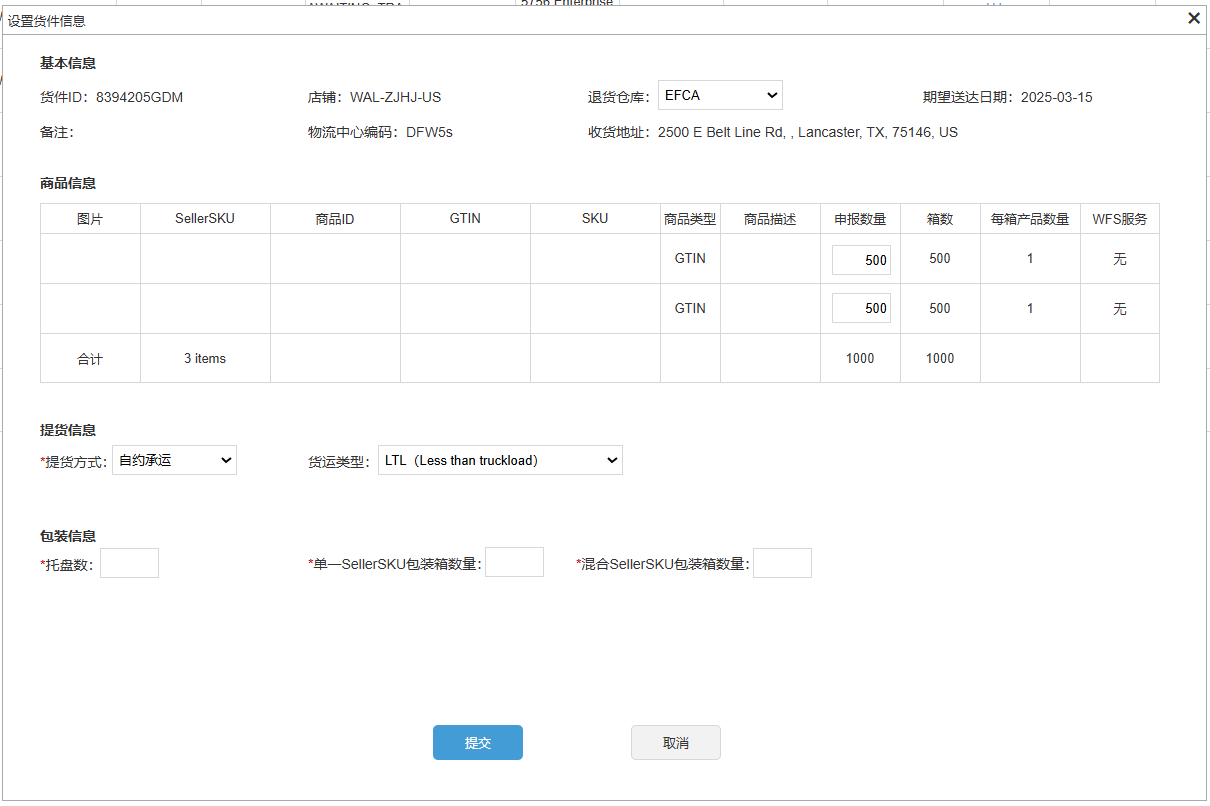 5756 Enterprise
设置货件信息
基本信息
货件ID: 8394205GDM 店铺: WAL-ZJHJ-US 退货仓库: EFCA 期望送达日期: 2025-03-15
备注: 物流中心编码: DFW5s 收货地址: 2500 E Belt Line Rd, , Lancaster, TX, 75146, US
商品信息
图片 SellerSKU 商品ID GTIN SKU 商品类型 商品描述 申报数量 箱数 每箱产品数量 WFS服务
GTIN 500 500 1 无
GTIN 500 500 1 无
合计 3 items 1000 1000
提货信息
*提货方式: 自约承运 货运类型: LTL（Less than truckload）
包装信息
*托盘数: *单一SellerSKU包装箱数量: *混合SellerSKU包装箱数量:
提交 取消